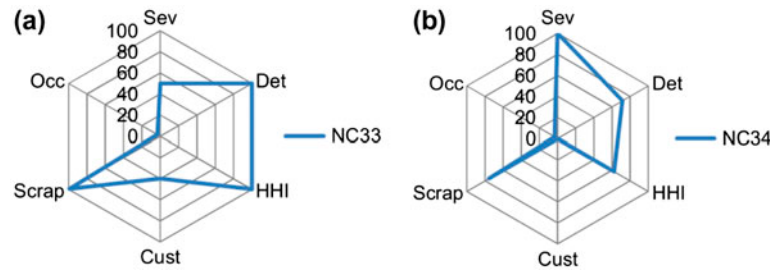 (a)
Sev
100
80
60
40
20
0
Occ
Det
Scrap
HHI
Cust
NC33
(b)
Sev
100
80
60
40
20
0
Occ
Det
Scrap
HHI
Cust
NC34